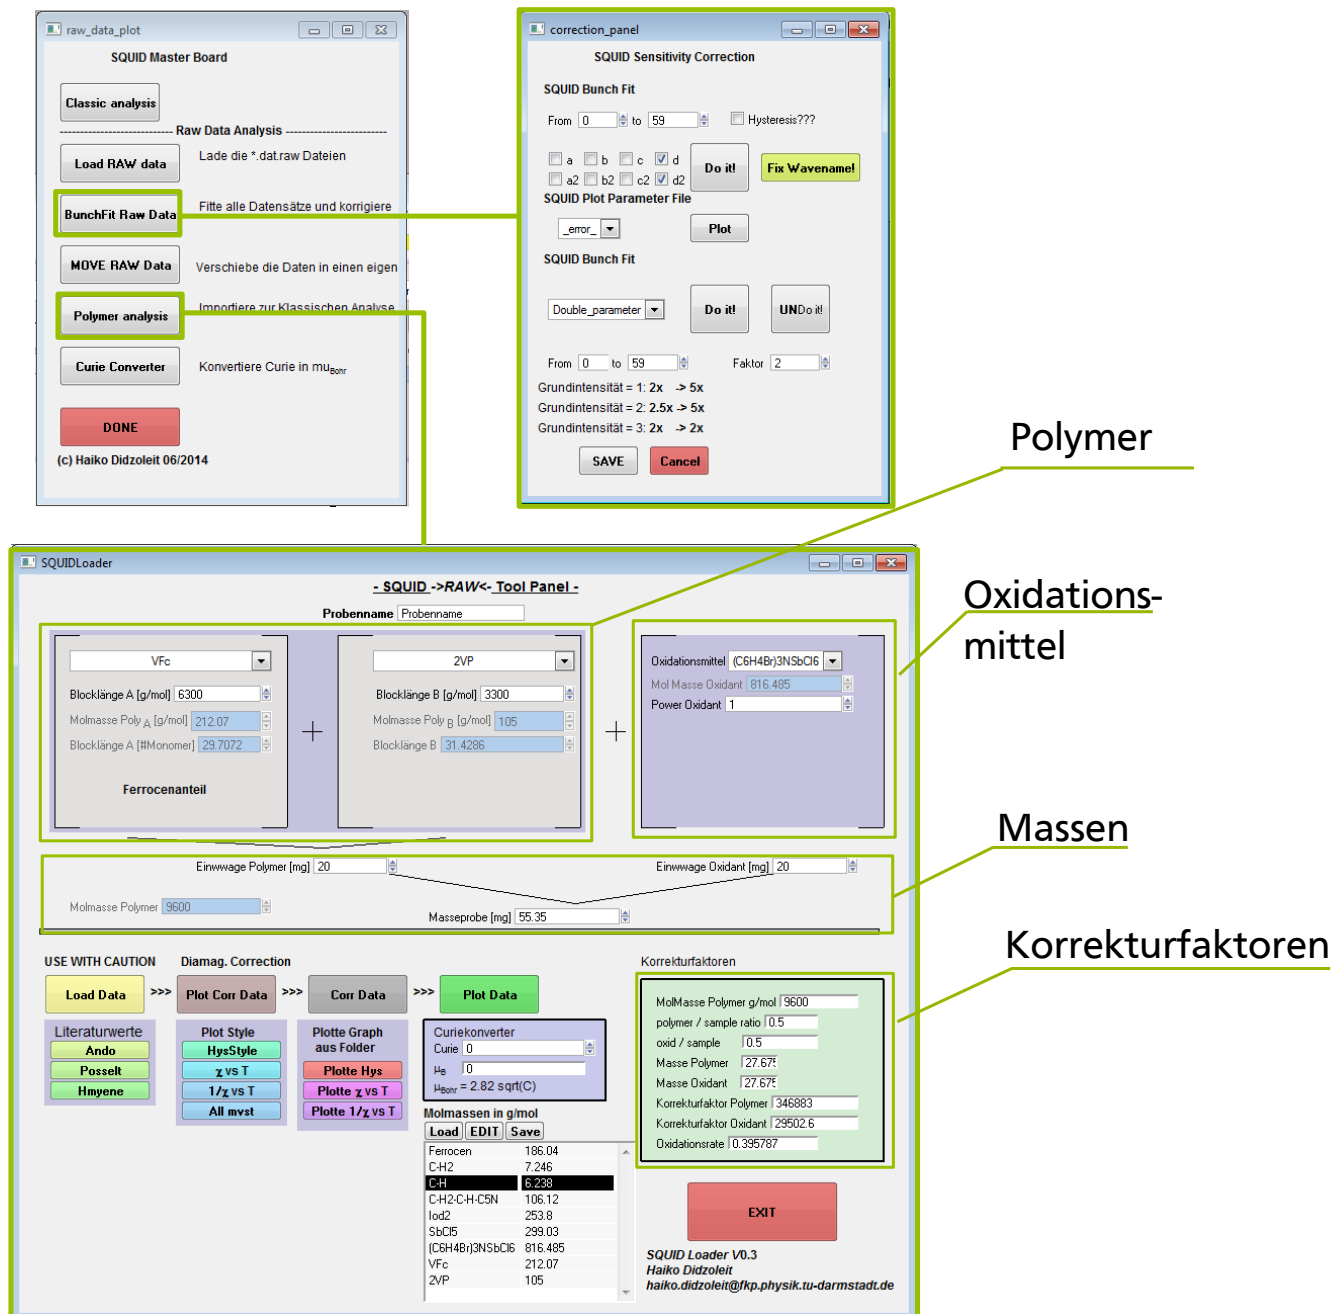 raw_data_plot
SQUID Master Board
Classic analysis
Raw Data Analysis
Load RAW data
Lade die *.dat.raw Dateien
BunchFit Raw Data
Fitte alle Datensätze und korrigiere
MOVE RAW Data
Verschiebe die Daten in einen eigen
Polymer analysis
Importiere zur Klassischen Analyse
Curie Converter
Konvertiere Curie in muBohr
DONE
(c) Haiko Didzoleit 06/2014
correction_panel
SQUID Sensitivity Correction
SQUID Bunch Fit
From 0 to 59 Hysteresis???
a b c d
Do it!
Fix Wavename!
a2 b2 c2 d2
SQUID Plot Parameter File
_error_
Plot
SQUID Bunch Fit
Double_parameter
Do it!
UNDo it!
From 0 to 59 Faktor 2
Grundintensität = 1: 2x -> 5x
Grundintensität = 2: 2.5x -> 5x
Grundintensität = 3: 2x -> 2x
SAVE
Cancel
Polymer
Oxidations-
mittel
Massen
Korrekturfaktoren
SQUIDLoader
- SQUID ->RAW<- Tool Panel -
Probenname Probenname
VFc
Blocklänge A [g/mol] 6300
Molmasse Poly A [g/mol] 212.07
Blocklänge A [#Monomer] 29.7072
Ferrocenanteil
+
2VP
Blocklänge B [g/mol] 3300
Molmasse Poly B [g/mol] 105
Blocklänge B 31.4286
+
Oxidationsmittel (C6H4Br)3NSbCl6
Mol Masse Oxidant 816.485
Power Oxidant 1
Einwwage Polymer [mg] 20
Einwwage Oxidant [mg] 20
Molmasse Polymer 9600
Masseprobe [mg] 55.35
USE WITH CAUTION
Diamag. Correction
Load Data >>> Plot Corr Data >>> Corr Data >>> Plot Data
Literaturwerte
Ando
Posselt
Hmyene
Plot Style
HysStyle
χ vs T
1/χ vs T
All mvst
Plotte Graph
aus Folder
Plotte Hys
Plotte χ vs T
Plotte 1/χ vs T
Curiekonverter
Curie 0
μB 0
μBohr = 2.82 sqrt(C)
Molmassen in g/mol
Load EDIT Save
Ferrocen 186.04
C-H2 7.246
C-H 6.238
C-H2-C-H-C5N 106.12
Iod2 253.8
SbCl5 299.03
(C6H4Br)3NSbCl6 816.485
VFc 212.07
2VP 105
Korrekturfaktoren
MolMasse Polymer g/mol 9600
polymer / sample ratio 0.5
oxid / sample 0.5
Masse Polymer 27.675
Masse Oxidant 27.675
Korrekturfaktor Polymer 346883
Korrekturfaktor Oxidant 29502.6
Oxidationsrate 0.395787
EXIT
SQUID Loader V0.3
Haiko Didzoleit
haiko.didzoleit@fkp.physik.tu-darmstadt.de